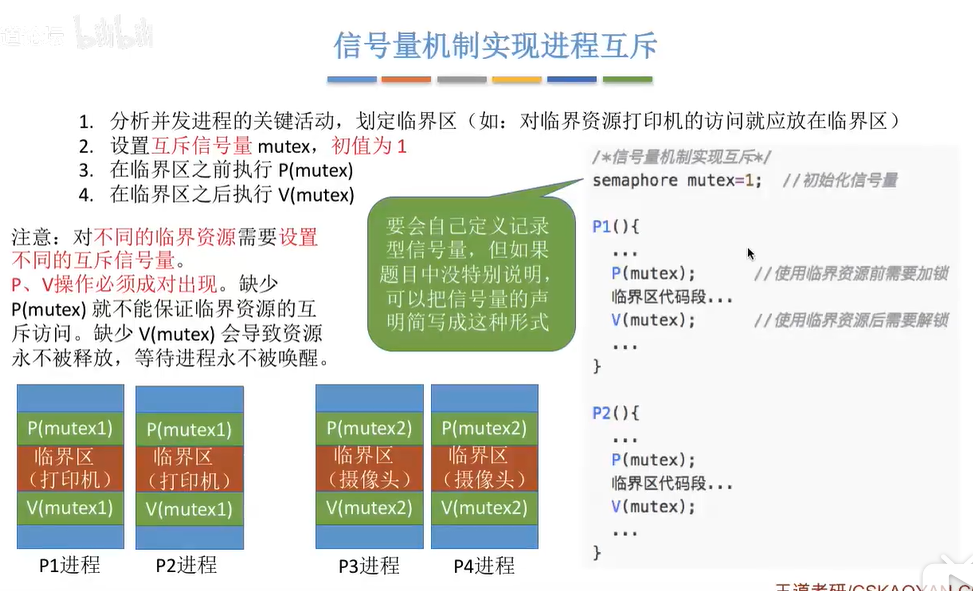 bilibili
信号量机制实现进程互斥
1. 分析并发进程的关键活动，划定临界区（如：对临界资源打印机的访问就应放在临界区）
2. 设置互斥信号量 mutex，初值为 1
3. 在临界区之前执行 P(mutex)
4. 在临界区之后执行 V(mutex)
注意：对不同的临界资源需要设置
不同的互斥信号量。
P、V操作必须成对出现。缺少
P(mutex) 就不能保证临界资源的互
斥访问。缺少 V(mutex) 会导致资源
永不被释放，等待进程永不被唤醒。
要会自己定义记录
型信号量，但如果
题目中没特别说明，
可以把信号量的声
明简写成这种形式
/*信号量机制实现互斥*/
semaphore mutex=1; //初始化信号量
P1(){
...
P(mutex); //使用临界资源前需要加锁
临界区代码段...
V(mutex); //使用临界资源后需要解锁
...
}
P2(){
...
P(mutex);
临界区代码段...
V(mutex);
...
}
P(mutex1)
临界区
（打印机）
V(mutex1)
P1进程
P(mutex1)
临界区
（打印机）
V(mutex1)
P2进程
P(mutex2)
临界区
（摄像头）
V(mutex2)
P3进程
P(mutex2)
临界区
（摄像头）
V(mutex2)
P4进程
王道考研/CSKAOYAN.C